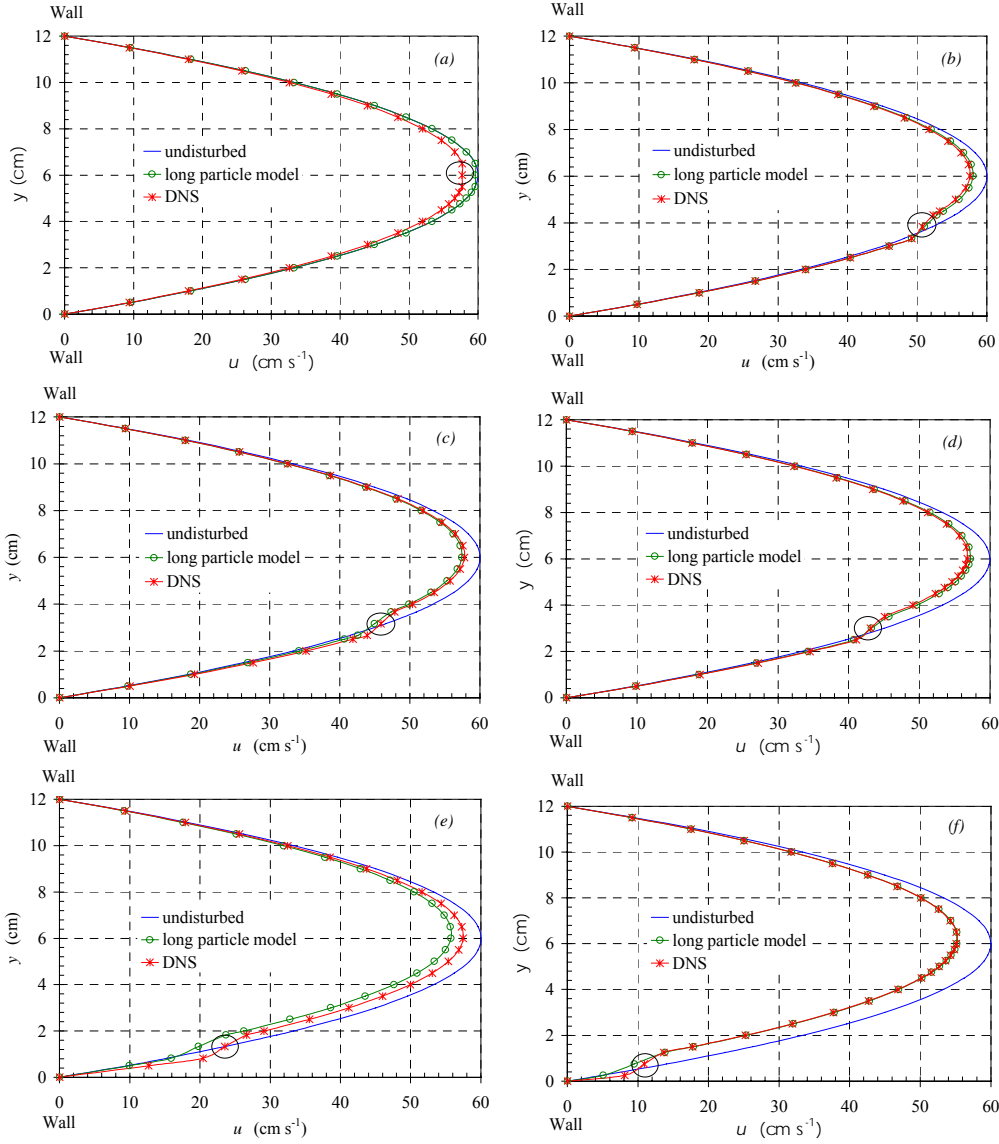 Wall
12
10
8
6
4
2
0
y (cm)
(a)
undisturbed
long particle model
DNS
0 10 20 30 40 50 60
Wall
u (cm s-1)
Wall
12
10
8
6
4
2
0
y (cm)
(b)
undisturbed
long particle model
DNS
0 10 20 30 40 50 60
Wall
u (cm s-1)
Wall
12
10
8
6
4
2
0
y (cm)
(c)
undisturbed
long particle model
DNS
0 10 20 30 40 50 60
Wall
u (cm s-1)
Wall
12
10
8
6
4
2
0
y (cm)
(d)
undisturbed
long particle model
DNS
0 10 20 30 40 50 60
Wall
u (cm s-1)
Wall
12
10
8
6
4
2
0
y (cm)
(e)
undisturbed
long particle model
DNS
0 10 20 30 40 50 60
Wall
u (cm s-1)
Wall
12
10
8
6
4
2
0
y (cm)
(f)
undisturbed
long particle model
DNS
0 10 20 30 40 50 60
Wall
u (cm s-1)